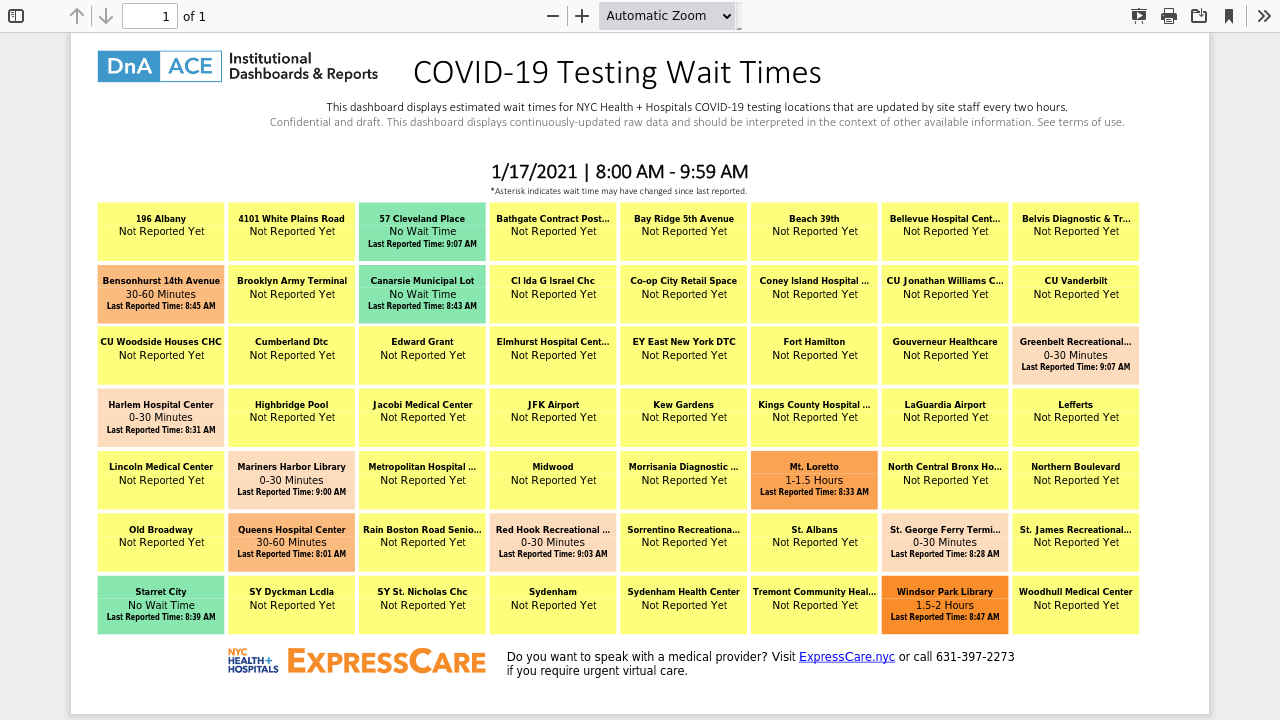 1 of 1 Automatic Zoom
DnA ACE Institutional Dashboards & Reports
COVID-19 Testing Wait Times
This dashboard displays estimated wait times for NYC Health + Hospitals COVID-19 testing locations that are updated by site staff every two hours.
Confidential and draft. This dashboard displays continuously-updated raw data and should be interpreted in the context of other available information. See terms of use.
1/17/2021 | 8:00 AM - 9:59 AM
*Asterisk indicates wait time may have changed since last reported.
196 Albany 4101 White Plains Road 57 Cleveland Place Bathgate Contract Post... Bay Ridge 5th Avenue Beach 39th Bellevue Hospital Cent... Belvis Diagnostic & Tr...
Not Reported Yet Not Reported Yet No Wait Time Not Reported Yet Not Reported Yet Not Reported Yet Not Reported Yet Not Reported Yet
Last Reported Time: 9:07 AM
Bensonhurst 14th Avenue Brooklyn Army Terminal Canarsie Municipal Lot CI Ida G Israel Chc Co-op City Retail Space Coney Island Hospital ... CU Jonathan Williams C... CU Vanderbilt
30-60 Minutes Not Reported Yet No Wait Time Not Reported Yet Not Reported Yet Not Reported Yet Not Reported Yet Not Reported Yet
Last Reported Time: 8:45 AM Last Reported Time: 8:43 AM
CU Woodside Houses CHC Cumberland Dtc Edward Grant Elmhurst Hospital Cent... EY East New York DTC Fort Hamilton Gouverneur Healthcare Greenbelt Recreational...
Not Reported Yet Not Reported Yet Not Reported Yet Not Reported Yet Not Reported Yet Not Reported Yet Not Reported Yet 0-30 Minutes
Last Reported Time: 9:07 AM
Harlem Hospital Center Highbridge Pool Jacobi Medical Center JFK Airport Kew Gardens Kings County Hospital ... LaGuardia Airport Lefferts
0-30 Minutes Not Reported Yet Not Reported Yet Not Reported Yet Not Reported Yet Not Reported Yet Not Reported Yet Not Reported Yet
Last Reported Time: 8:31 AM
Lincoln Medical Center Mariners Harbor Library Metropolitan Hospital ... Midwood Morrisania Diagnostic ... Mt. Loretto North Central Bronx Ho... Northern Boulevard
Not Reported Yet 0-30 Minutes Not Reported Yet Not Reported Yet Not Reported Yet 1-1.5 Hours Not Reported Yet Not Reported Yet
Last Reported Time: 9:00 AM Last Reported Time: 8:33 AM
Old Broadway Queens Hospital Center Rain Boston Road Senio... Red Hook Recreational ... Sorrentino Recreationa... St. Albans St. George Ferry Termi... St. James Recreational...
Not Reported Yet 30-60 Minutes Not Reported Yet 0-30 Minutes Not Reported Yet Not Reported Yet 0-30 Minutes Not Reported Yet
Last Reported Time: 8:01 AM Last Reported Time: 9:03 AM Last Reported Time: 8:28 AM
Starret City SY Dyckman Lcdla SY St. Nicholas Chc Sydenham Sydenham Health Center Tremont Community Heal... Windsor Park Library Woodhull Medical Center
No Wait Time Not Reported Yet Not Reported Yet Not Reported Yet Not Reported Yet Not Reported Yet 1.5-2 Hours Not Reported Yet
Last Reported Time: 8:39 AM Last Reported Time: 8:47 AM
NYC HEALTH+ HOSPITALS EXPRESSCARE
Do you want to speak with a medical provider? Visit ExpressCare.nyc or call 631-397-2273
if you require urgent virtual care.